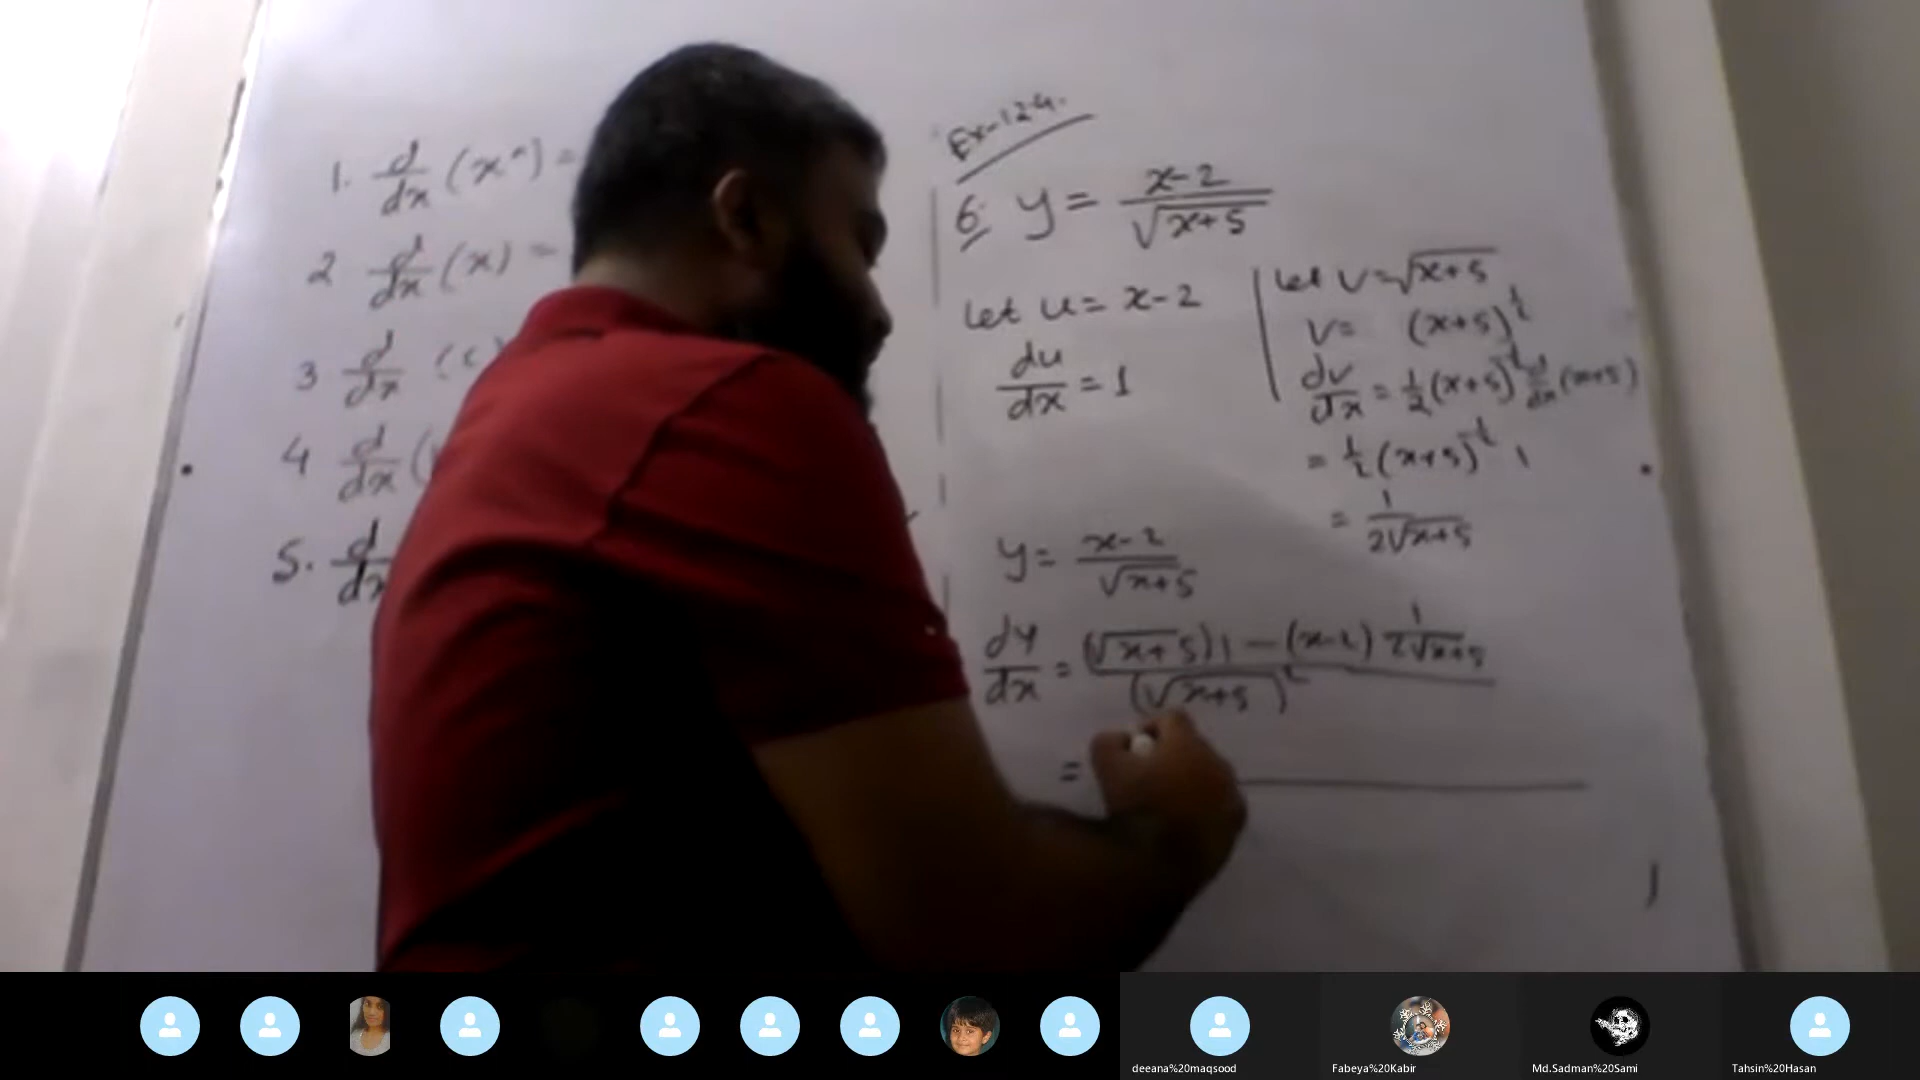 1. d/dx (xⁿ) =
2 d/dx (x) =
3 d/dx (c)
4 d/dx (
5. d/dx
Ex-12.4.
6. y = x-2/√x+5
Let u = x-2
du/dx = 1
Let v = √x+5
v = (x+5)^½
dv/dx = ½(x+5)^-½ d/dx (x+5)
= ½(x+5)^-½ 1
= 1/2√x+5
y = x-2/√x+5
dy/dx = (√x+5)1 - (x-2) 1/2√x+5 / (√x+5)²
=
deeana%20maqsood
Fabeya%20Kabir
Md.Sadman%20Sami
Tahsin%20Hasan